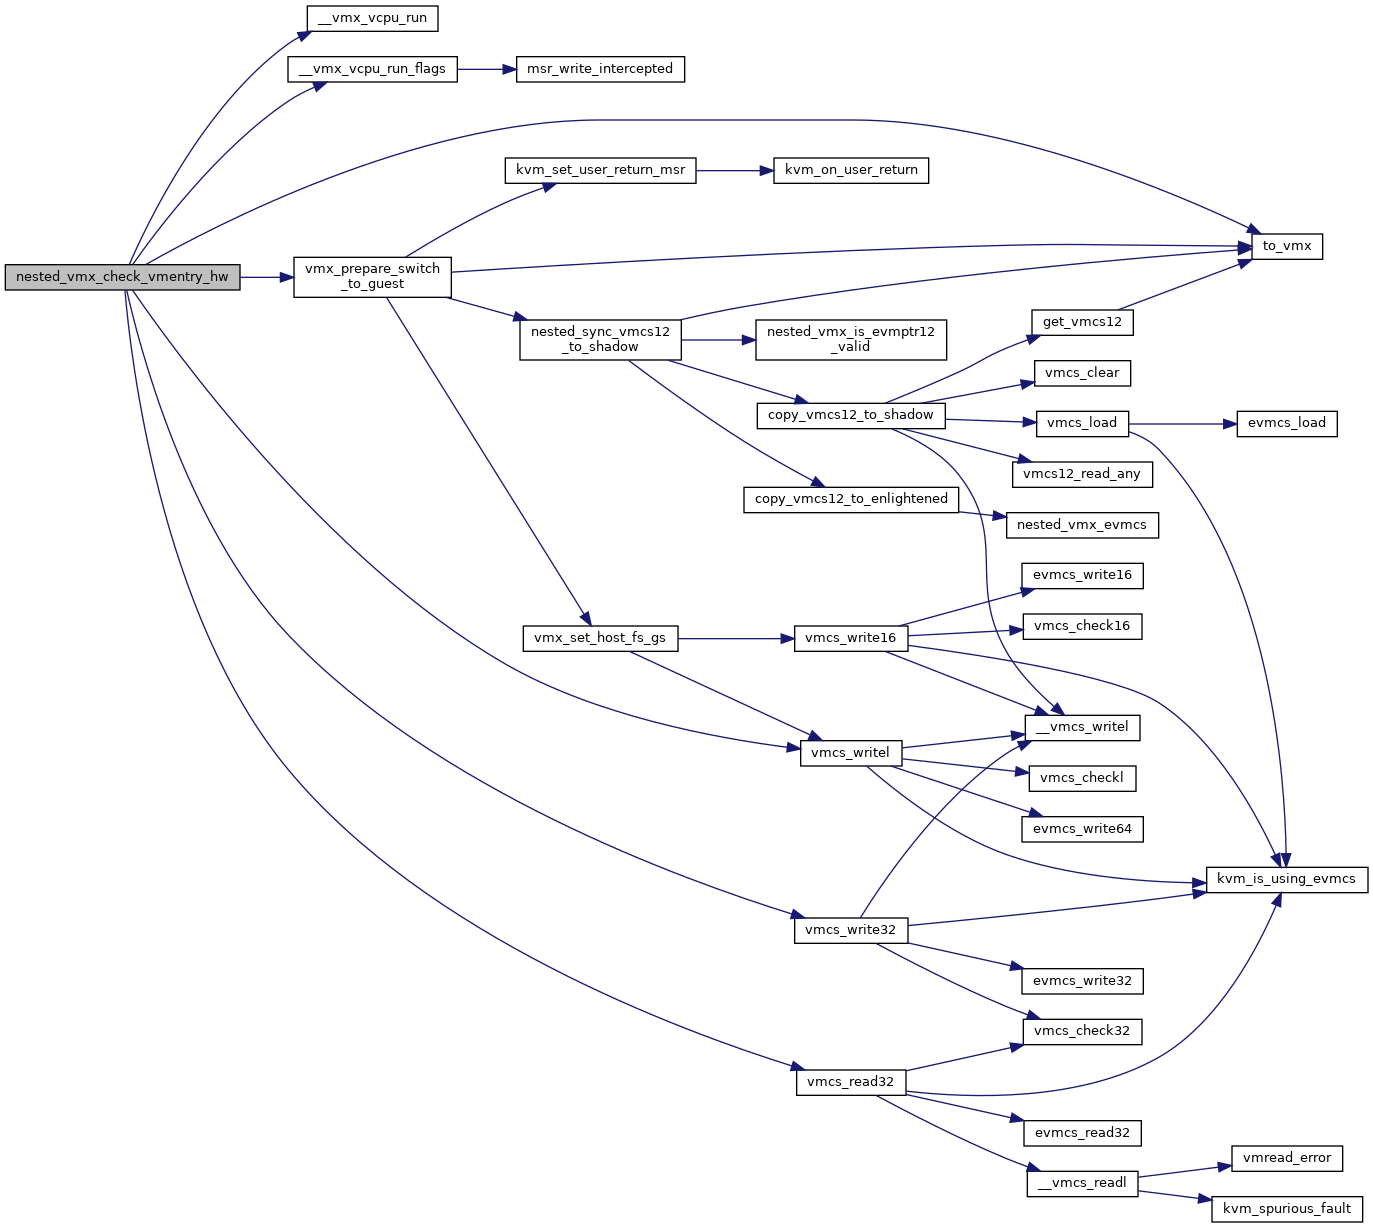 __vmx_vcpu_run
__vmx_vcpu_run_flags
msr_write_intercepted
kvm_set_user_return_msr
kvm_on_user_return
to_vmx
nested_vmx_check_vmentry_hw
vmx_prepare_switch
_to_guest
get_vmcs12
nested_sync_vmcs12
_to_shadow
nested_vmx_is_evmptr12
_valid
vmcs_clear
copy_vmcs12_to_shadow
vmcs_load
evmcs_load
vmcs12_read_any
copy_vmcs12_to_enlightened
nested_vmx_evmcs
evmcs_write16
vmx_set_host_fs_gs
vmcs_write16
vmcs_check16
__vmcs_writel
vmcs_writel
vmcs_checkl
evmcs_write64
kvm_is_using_evmcs
vmcs_write32
evmcs_write32
vmcs_check32
vmcs_read32
evmcs_read32
vmread_error
__vmcs_readl
kvm_spurious_fault